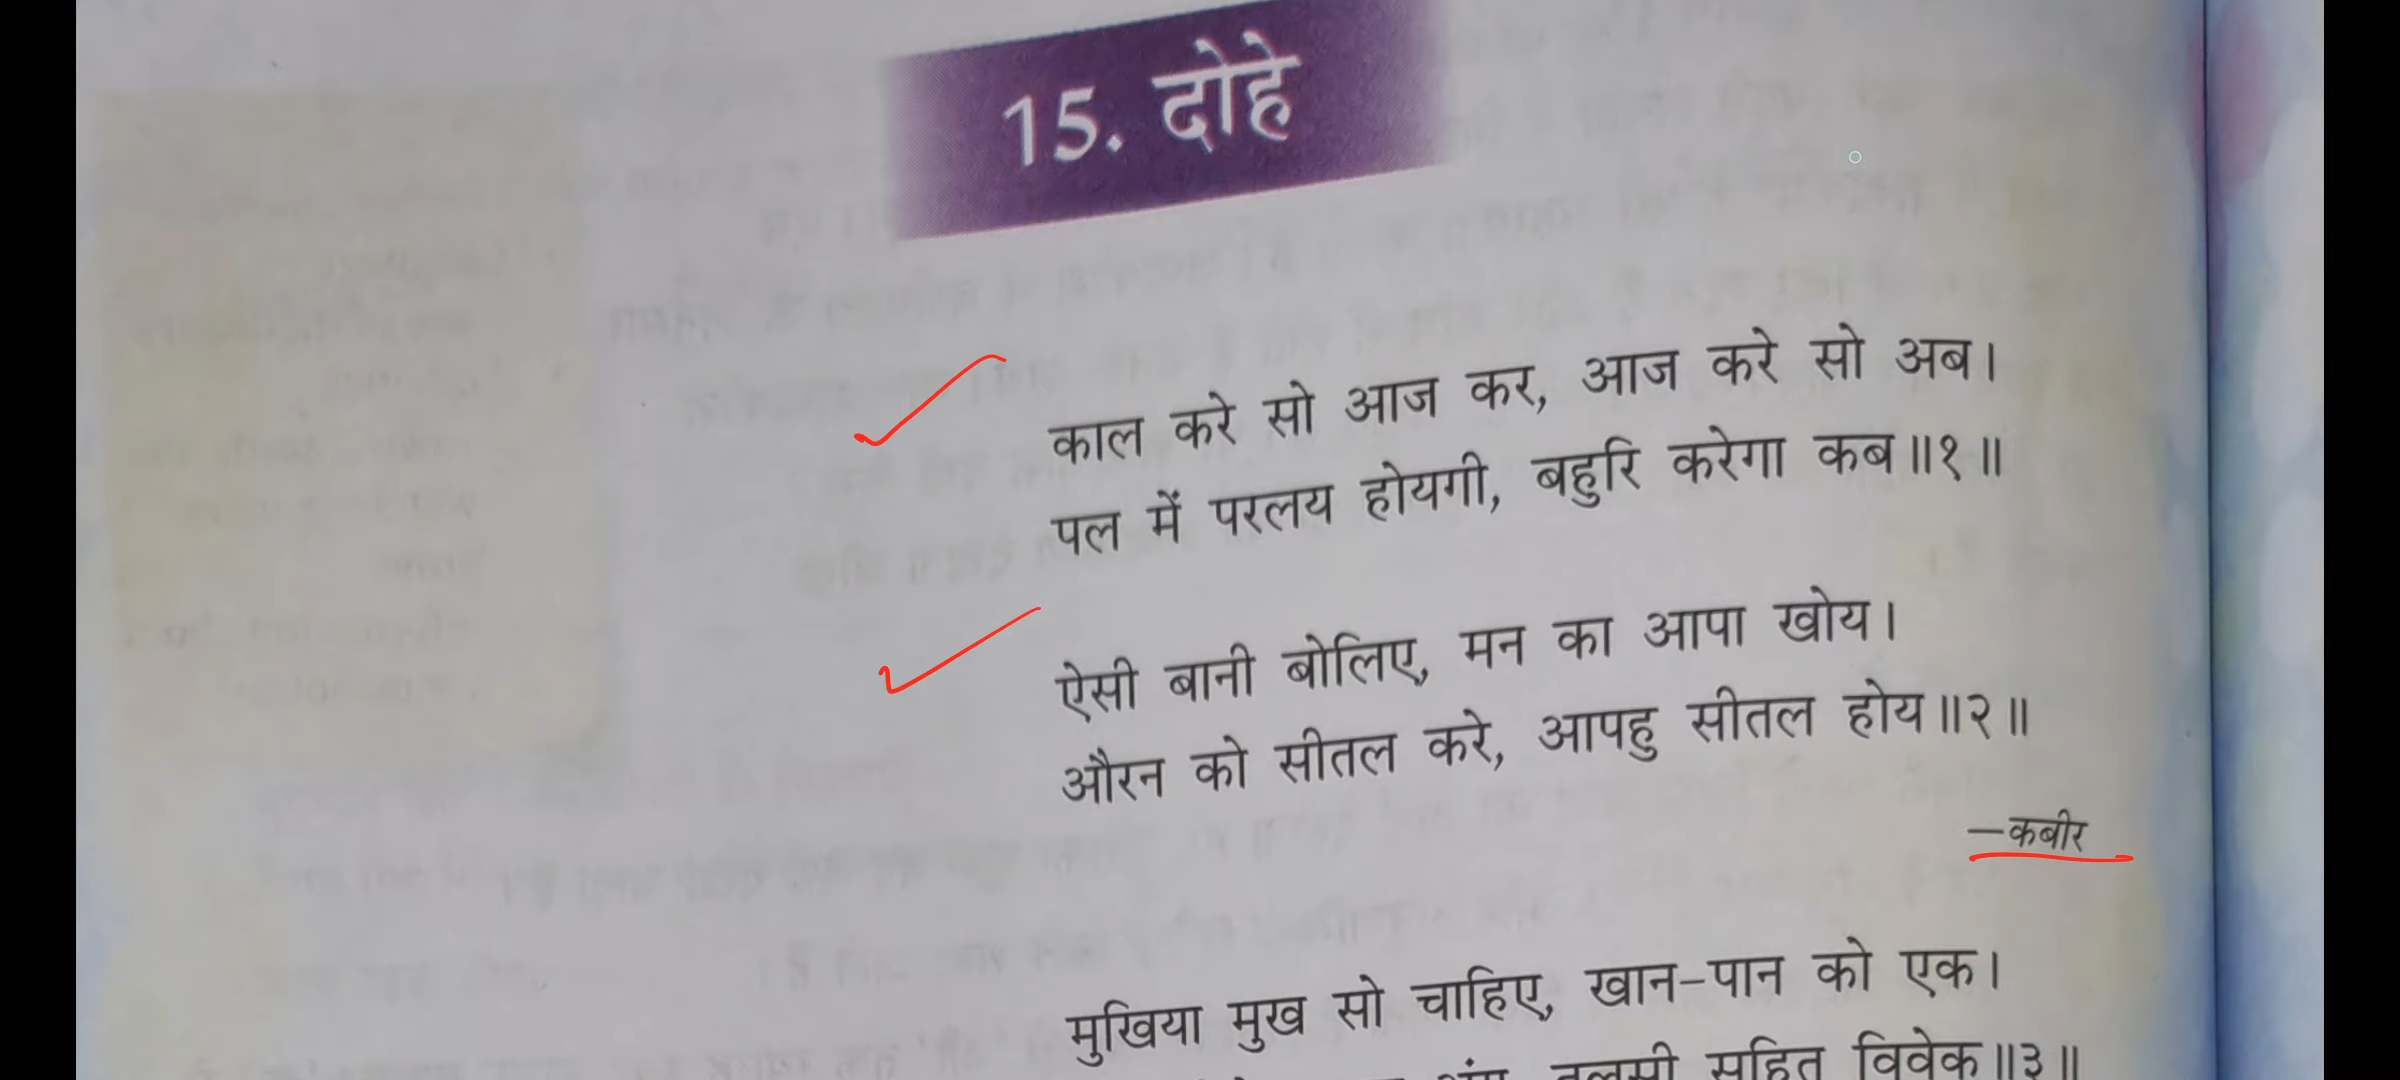 15. दोहे
काल करे सो आज कर, आज करे सो अब।
पल में परलय होयगी, बहुरि करेगा कब॥१॥
ऐसी बानी बोलिए, मन का आपा खोय।
औरन को सीतल करे, आपहु सीतल होय॥२॥
—कबीर
मुखिया मुख सो चाहिए, खान-पान को एक।
तुलसी सहित विवेक॥३॥